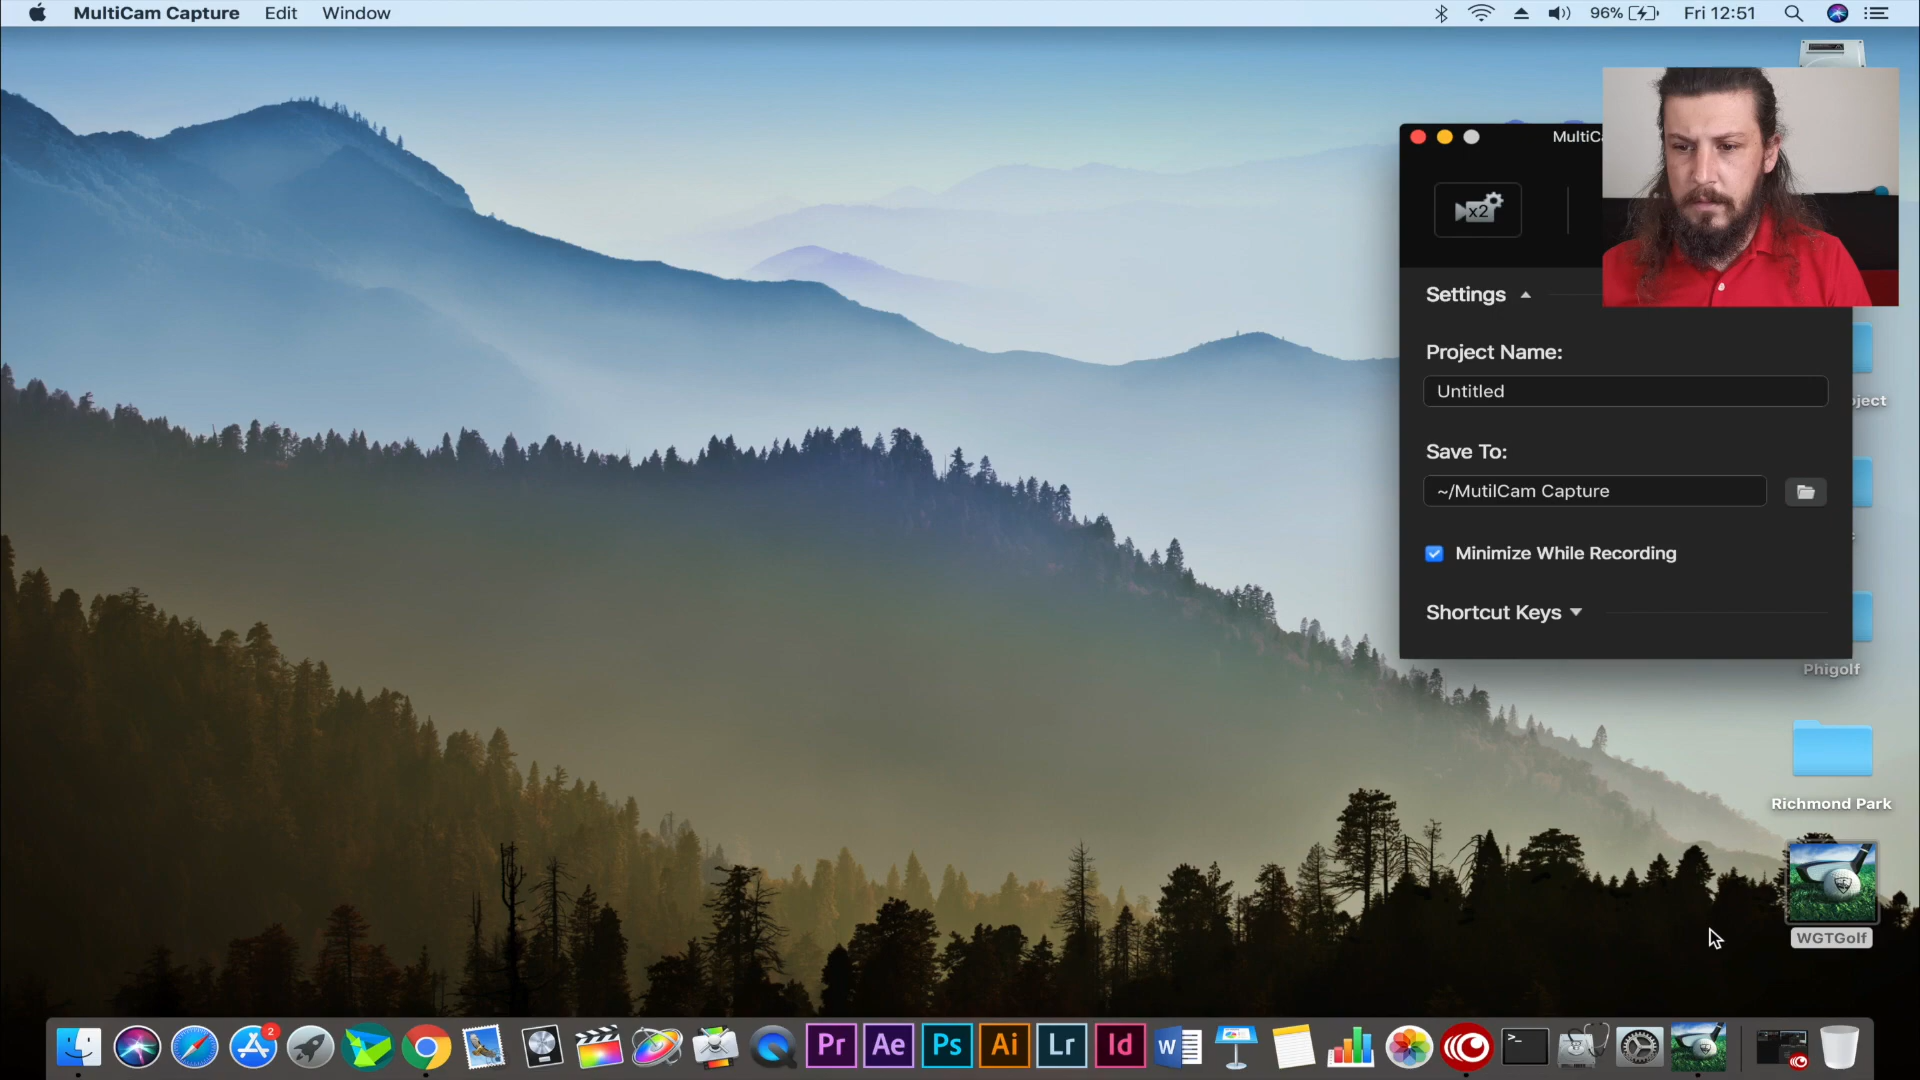 MultiCam Capture Edit Window 96% Fri 12:51
MultiC
x2
Settings
Project Name:
Untitled
ject
Save To:
~/MutilCam Capture
Minimize While Recording
Shortcut Keys
Phigolf
Richmond Park
WGTGolf
2
Pr Ae Ps Ai Lr Id W
>_